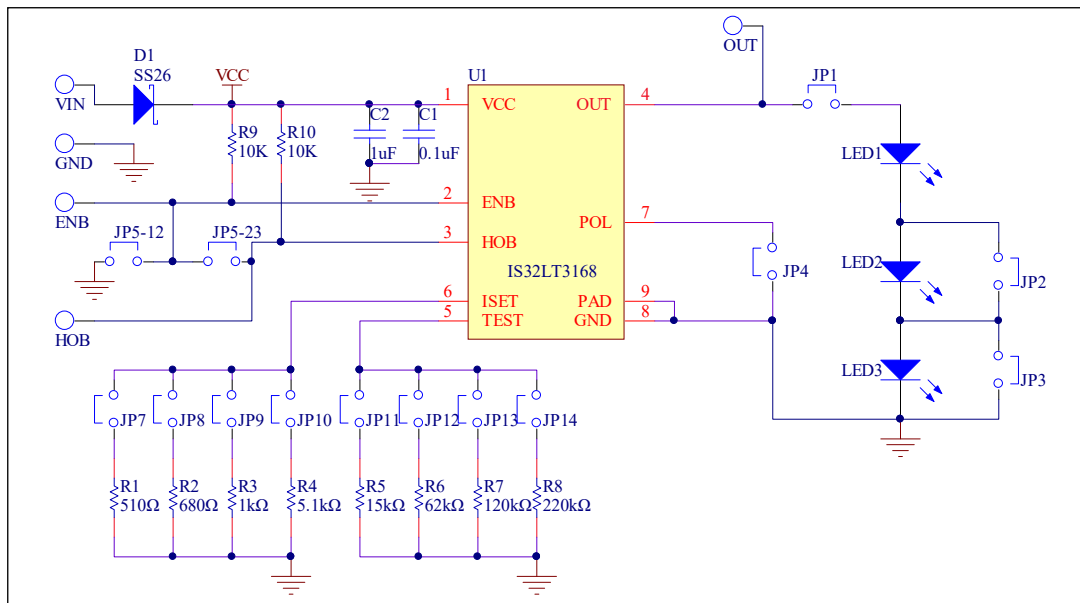 OUT
D1
SS26
VIN
VCC
U1
1
VCC
OUT
4
JP1
R9
10K
R10
10K
C2
1uF
C1
0.1uF
LED1
GND
ENB
2
ENB
POL
7
JP5-12
JP5-23
3
HOB
IS32LT3168
JP4
LED2
JP2
HOB
6
ISET
5
TEST
PAD
9
GND
8
LED3
JP3
JP7
JP8
JP9
JP10
JP11
JP12
JP13
JP14
R1
510Ω
R2
680Ω
R3
1kΩ
R4
5.1kΩ
R5
15kΩ
R6
62kΩ
R7
120kΩ
R8
220kΩ